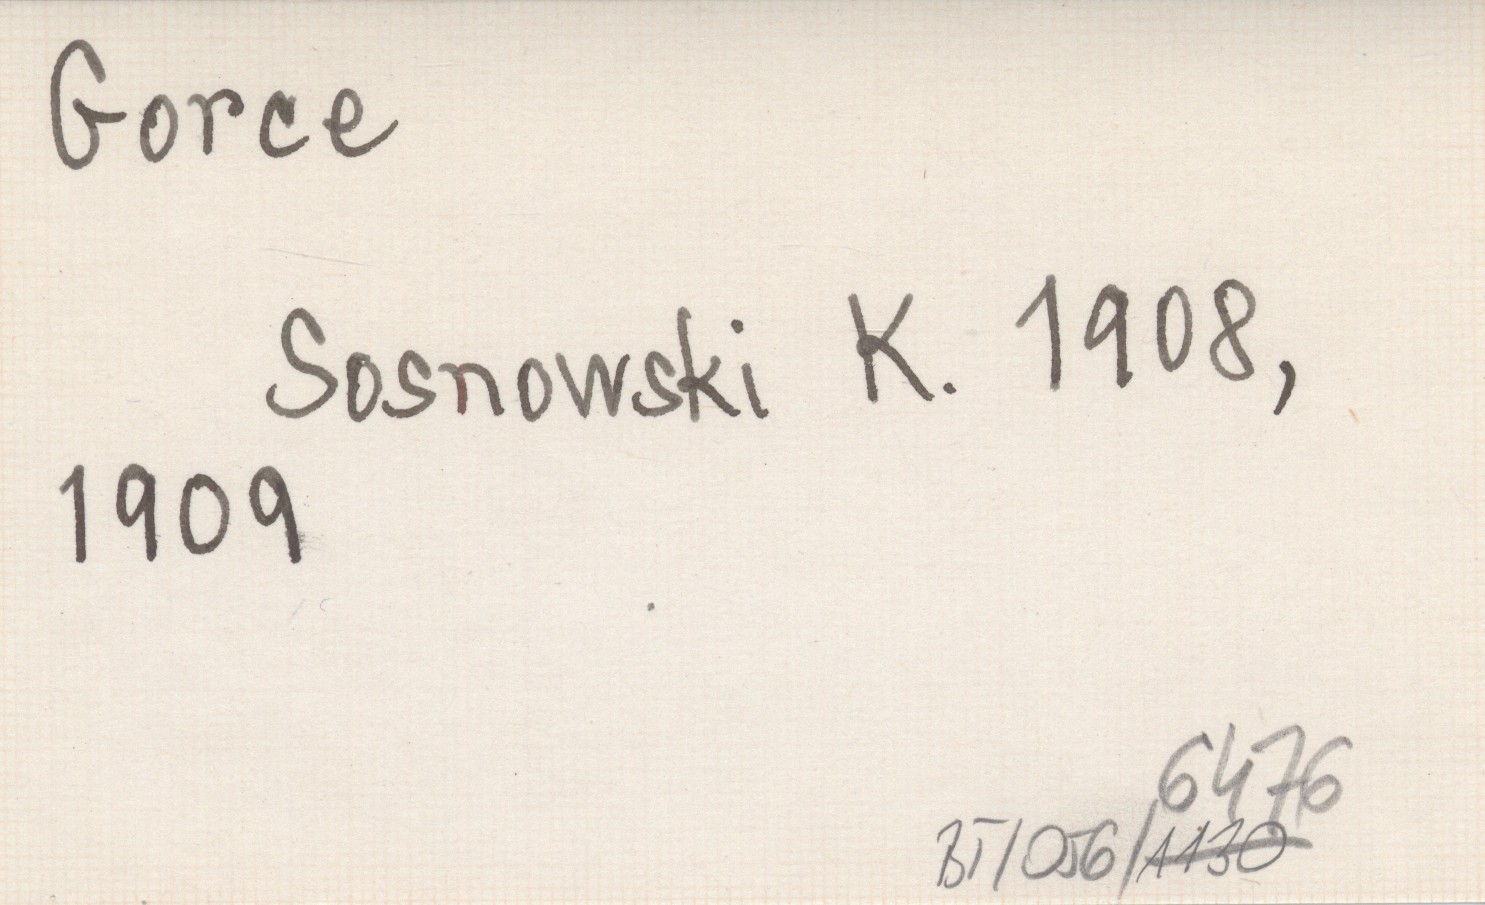 Gorce
Sosnowski K. 1908,
1909
6476
BT/056/1130